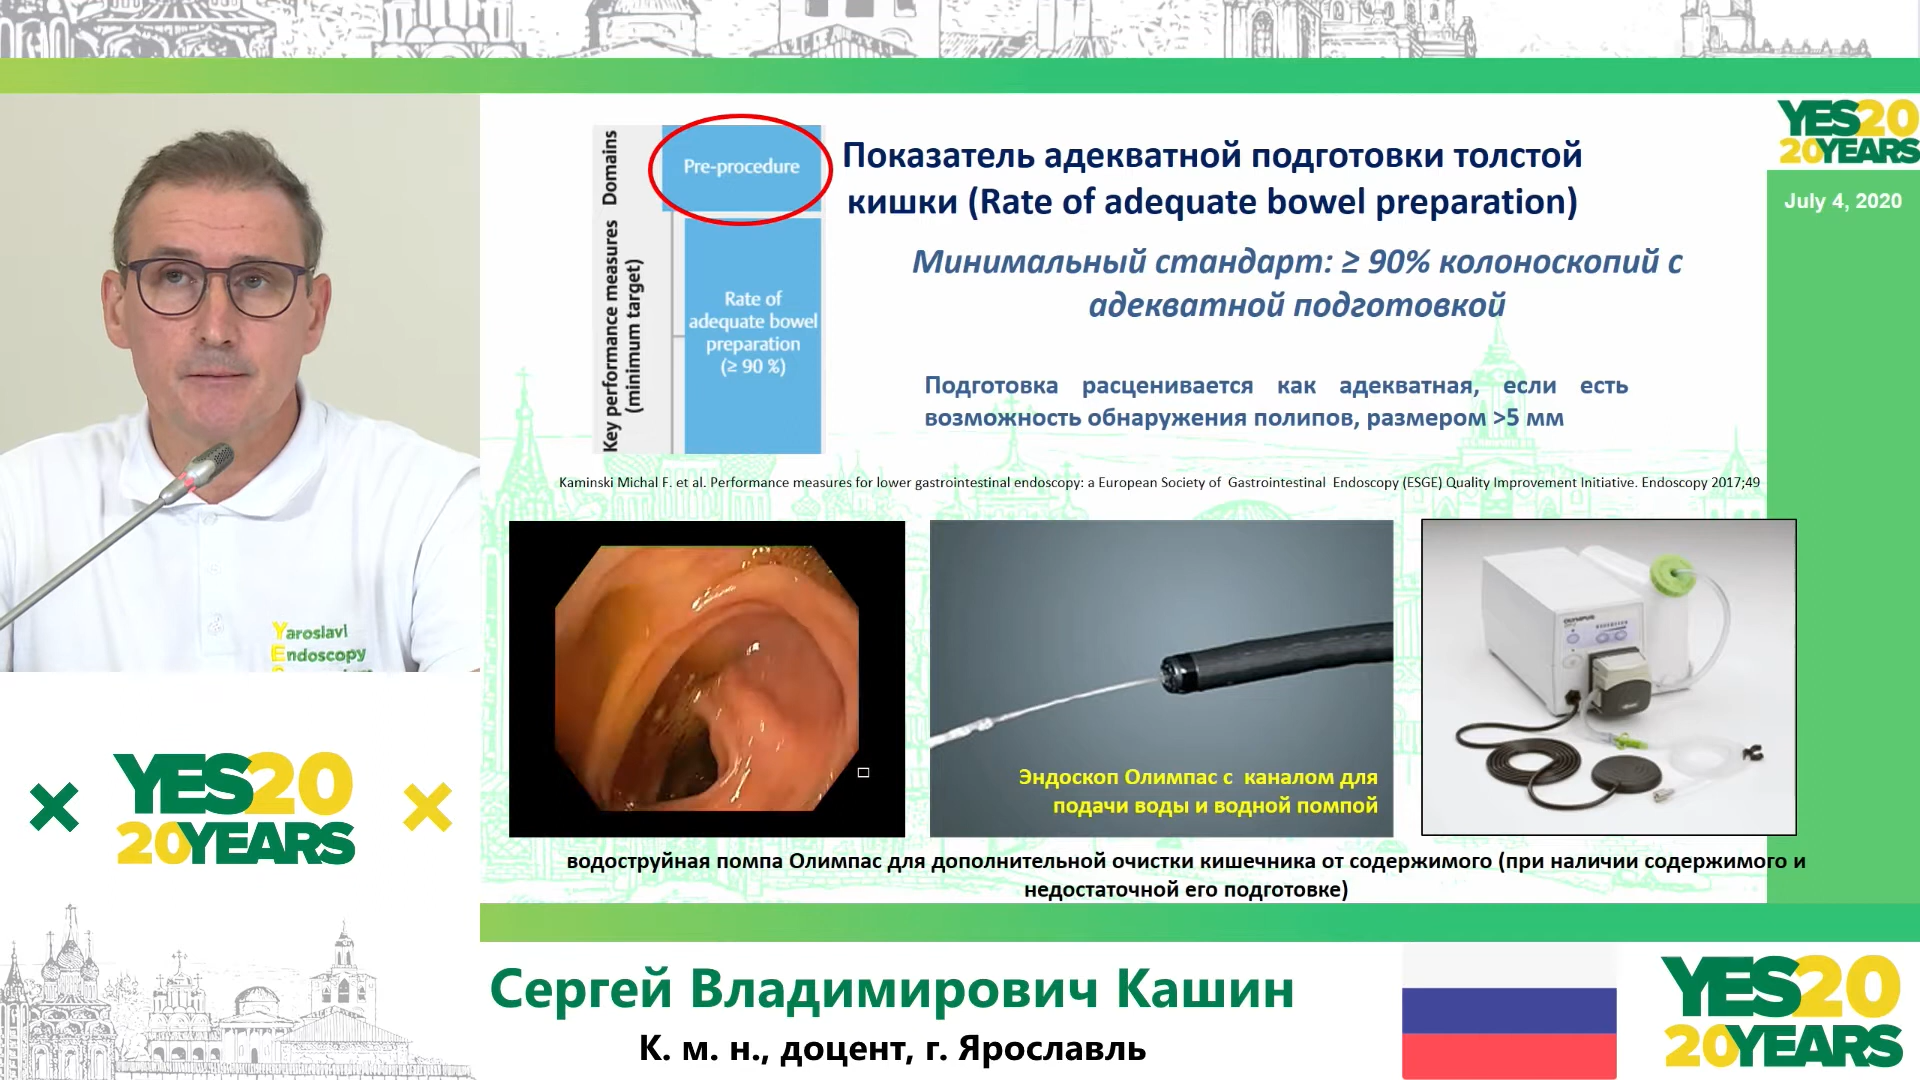 YES20
20YEARS
July 4, 2020
Domains
Pre-procedure
Key performance measures
(minimum target)
Rate of
adequate bowel
preparation
(≥ 90 %)
Показатель адекватной подготовки толстой
кишки (Rate of adequate bowel preparation)
Минимальный стандарт: ≥ 90% колоноскопий с
адекватной подготовкой
Подготовка расценивается как адекватная, если есть
возможность обнаружения полипов, размером >5 мм
Kaminski Michal F. et al. Performance measures for lower gastrointestinal endoscopy: a European Society of Gastrointestinal Endoscopy (ESGE) Quality Improvement Initiative. Endoscopy 2017;49
Эндоскоп Олимпас с каналом для
подачи воды и водной помпой
OLYMPUS
водоструйная помпа Олимпас для дополнительной очистки кишечника от содержимого (при наличии содержимого и
недостаточной его подготовке)
Yaroslavl
Endoscopy
YES20
20YEARS
Сергей Владимирович Кашин
К. м. н., доцент, г. Ярославль
YES20
20YEARS